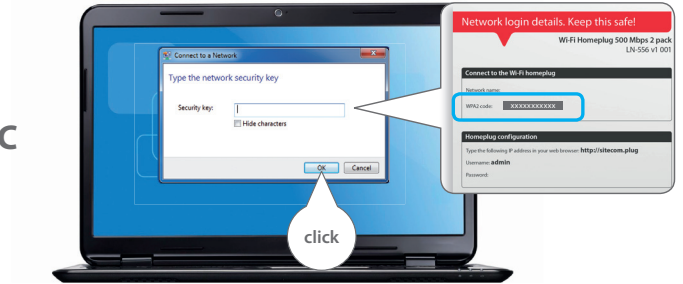 C
Connect to a Network
Type the network security key
Security key:
Hide characters
OK
Cancel
click
Network login details. Keep this safe!
Wi-Fi Homeplug 500 Mbps 2 pack
LN-556 v1 001
Connect to the Wi-Fi homeplug
Network name:
WPA2 code: XXXXXXXXXXX
Homeplug configuration
Type the following IP address in your web browser: http://sitecom.plug
Username: admin
Password: